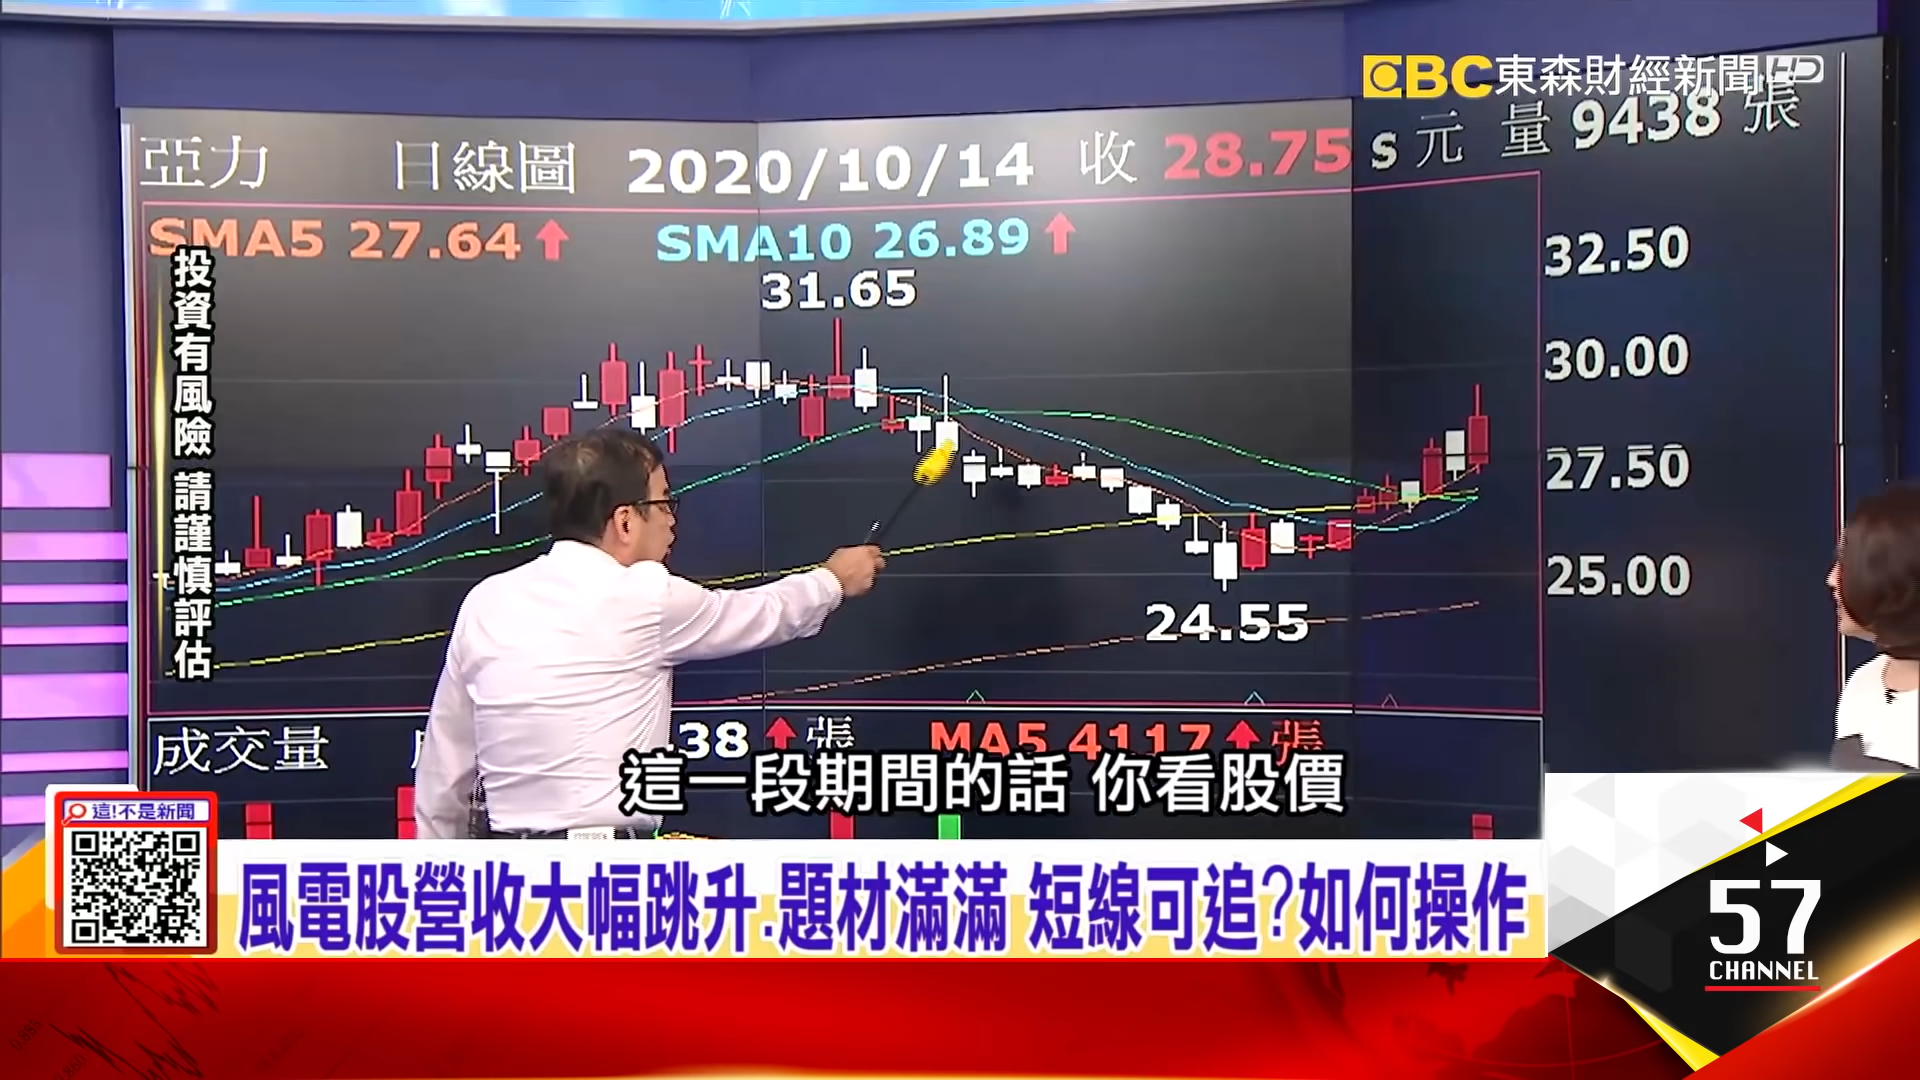 EBC東森財經新聞HD
亞力 日線圖 2020/10/14 收 28.75 s 元 量 9438 張
SMA5 27.64↑ SMA10 26.89↑
31.65
32.50
30.00
27.50
25.00
24.55
投資有風險 請謹慎評估
成交量 38↑張 MA5 4117↑張
這一段期間的話 你看股價
這!不是新聞
風電股營收大幅跳升.題材滿滿 短線可追?如何操作
57
CHANNEL